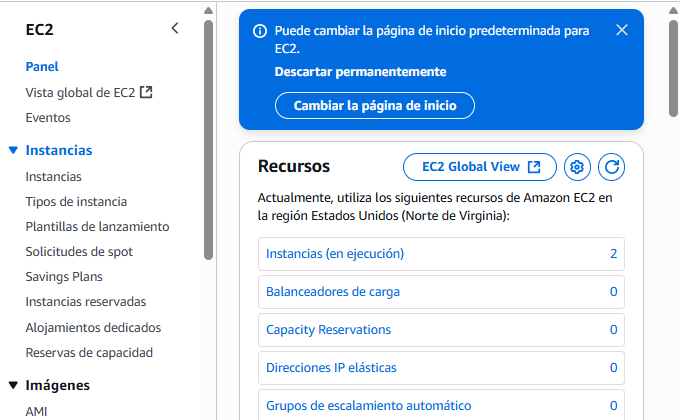 EC2
Panel
Vista global de EC2
Eventos
Instancias
Instancias
Tipos de instancia
Plantillas de lanzamiento
Solicitudes de spot
Savings Plans
Instancias reservadas
Alojamientos dedicados
Reservas de capacidad
Imágenes
AMI
Puede cambiar la página de inicio predeterminada para
EC2.
Descartar permanentemente
Cambiar la página de inicio
Recursos
EC2 Global View
Actualmente, utiliza los siguientes recursos de Amazon EC2 en
la región Estados Unidos (Norte de Virginia):
Instancias (en ejecución) 2
Balanceadores de carga 0
Capacity Reservations 0
Direcciones IP elásticas 0
Grupos de escalamiento automático 0